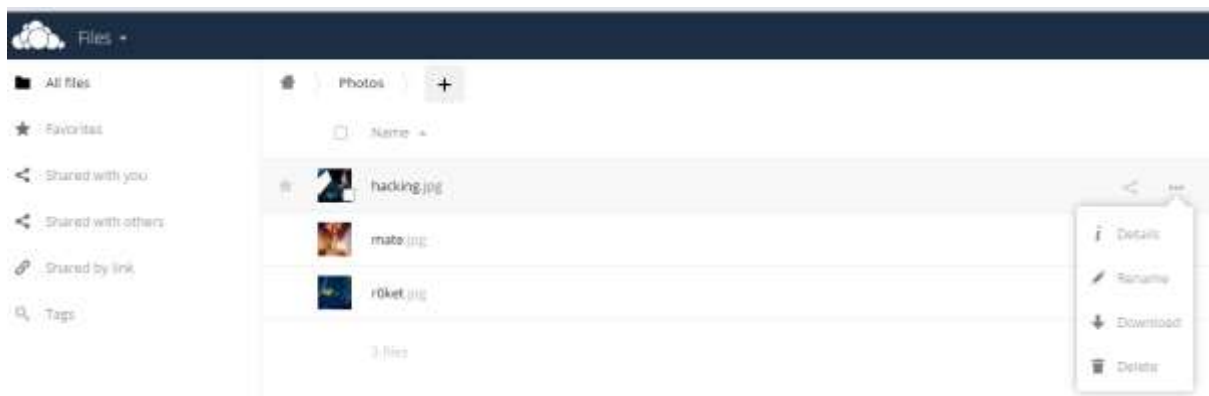 Files
All files
Photos
+
Favorites
Name
Shared with you
hacking.jpg
Shared with others
mate.jpg
Details
Shared by link
Rename
r0ket.jpg
Tags
Download
3 files
Delete